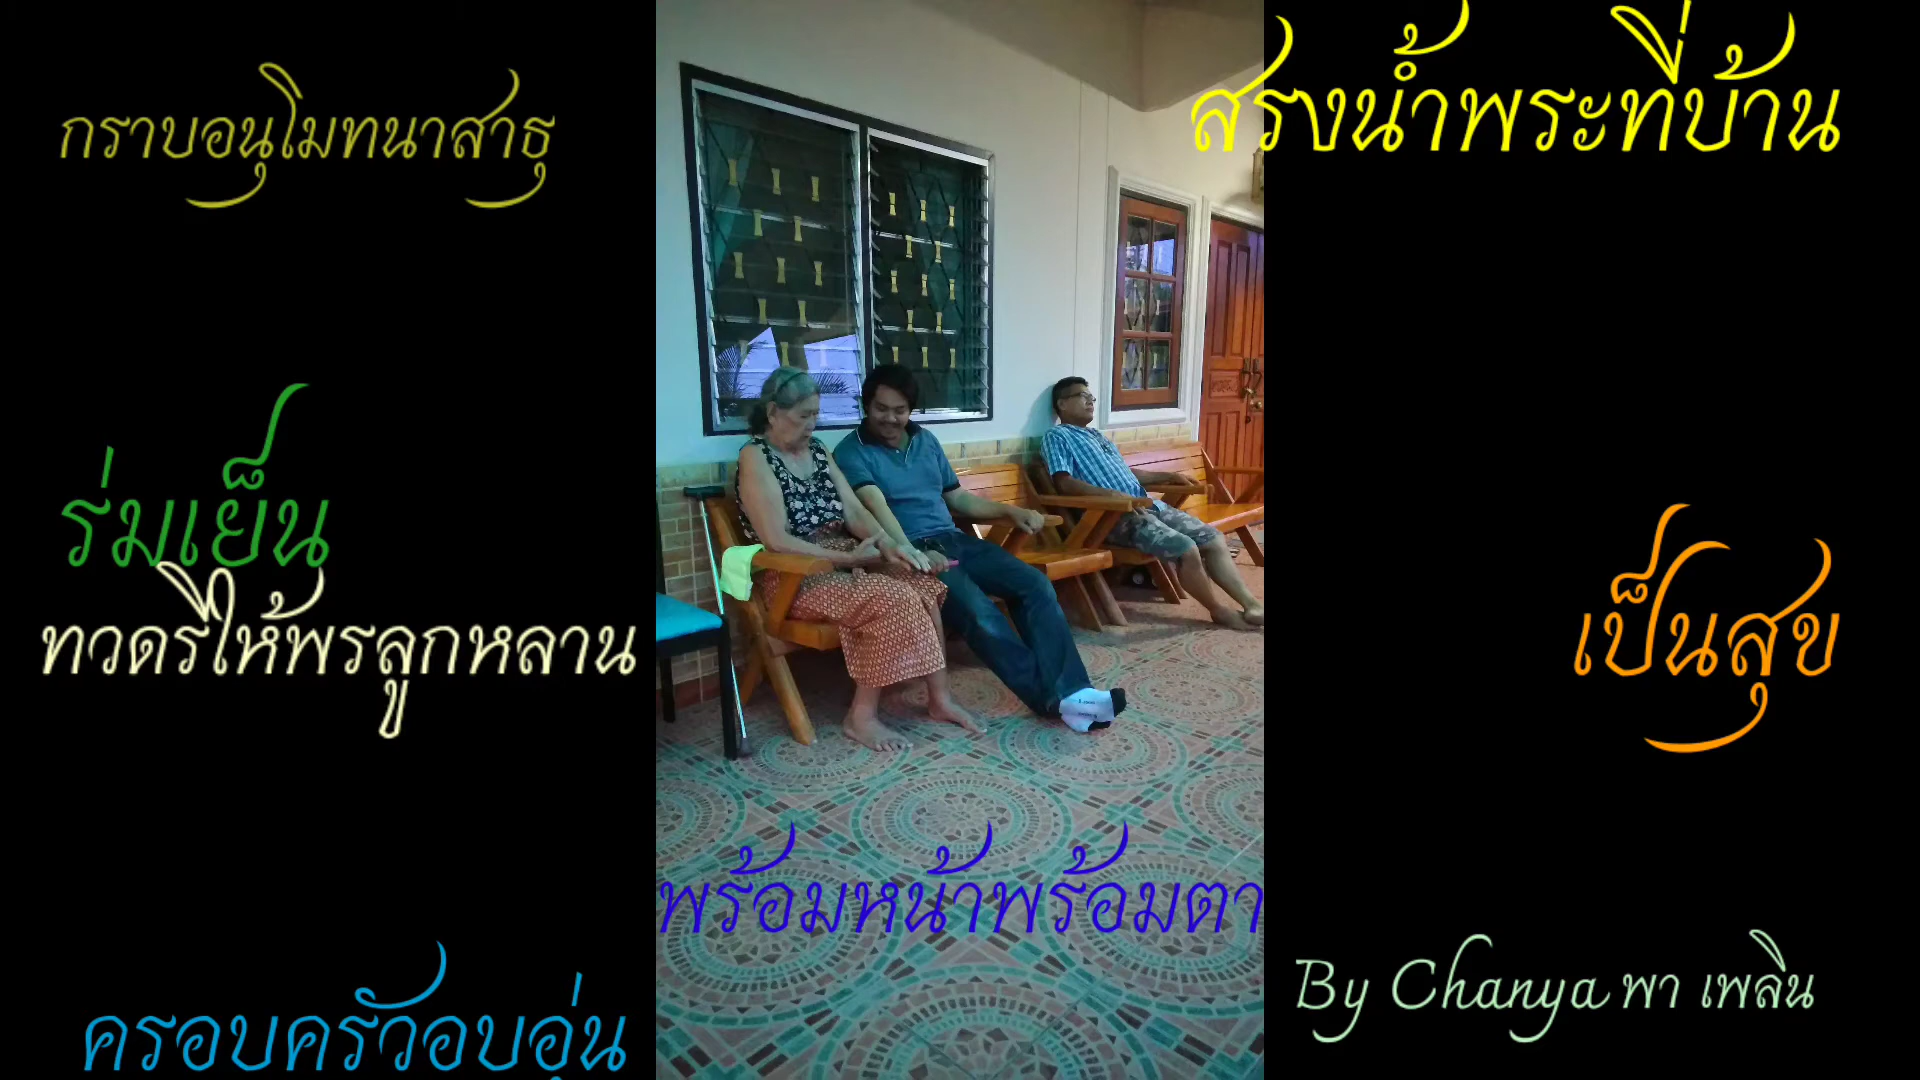 กราบอนุโมทนาสาธุ
สรงน้ำพระที่บ้าน
ร่มเย็น
ทวดรีให้พรลูกหลาน
เป็นสุข
พร้อมหน้าพร้อมตา
ครอบครัวอบอุ่น
By Chanya พา เพลิน